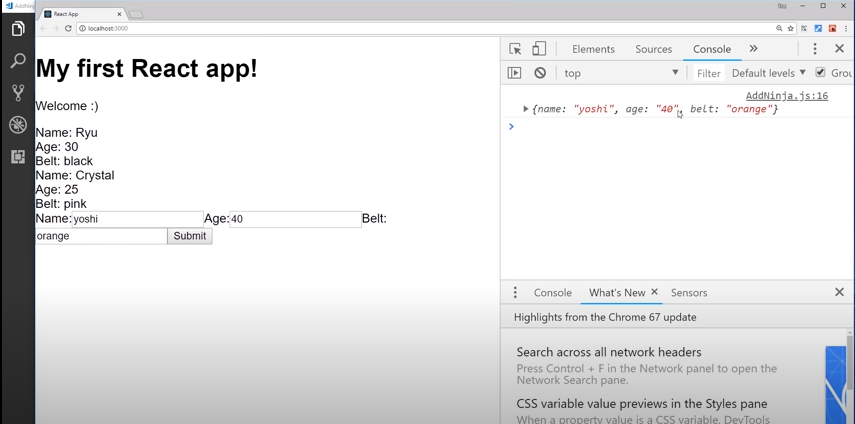 AddNinj
React App
localhost:3000
My first React app!
Welcome :)
Name: Ryu
Age: 30
Belt: black
Name: Crystal
Age: 25
Belt: pink
Name: yoshi Age: 40 Belt:
orange Submit
Elements Sources Console »
top Filter Default levels Grou
AddNinja.js:16
{name: "yoshi", age: "40", belt: "orange"}
Console What's New Sensors
Highlights from the Chrome 67 update
Search across all network headers
Press Control + F in the Network panel to open the
Network Search pane.
CSS variable value previews in the Styles pane
When a property value is a CSS variable, DevTools